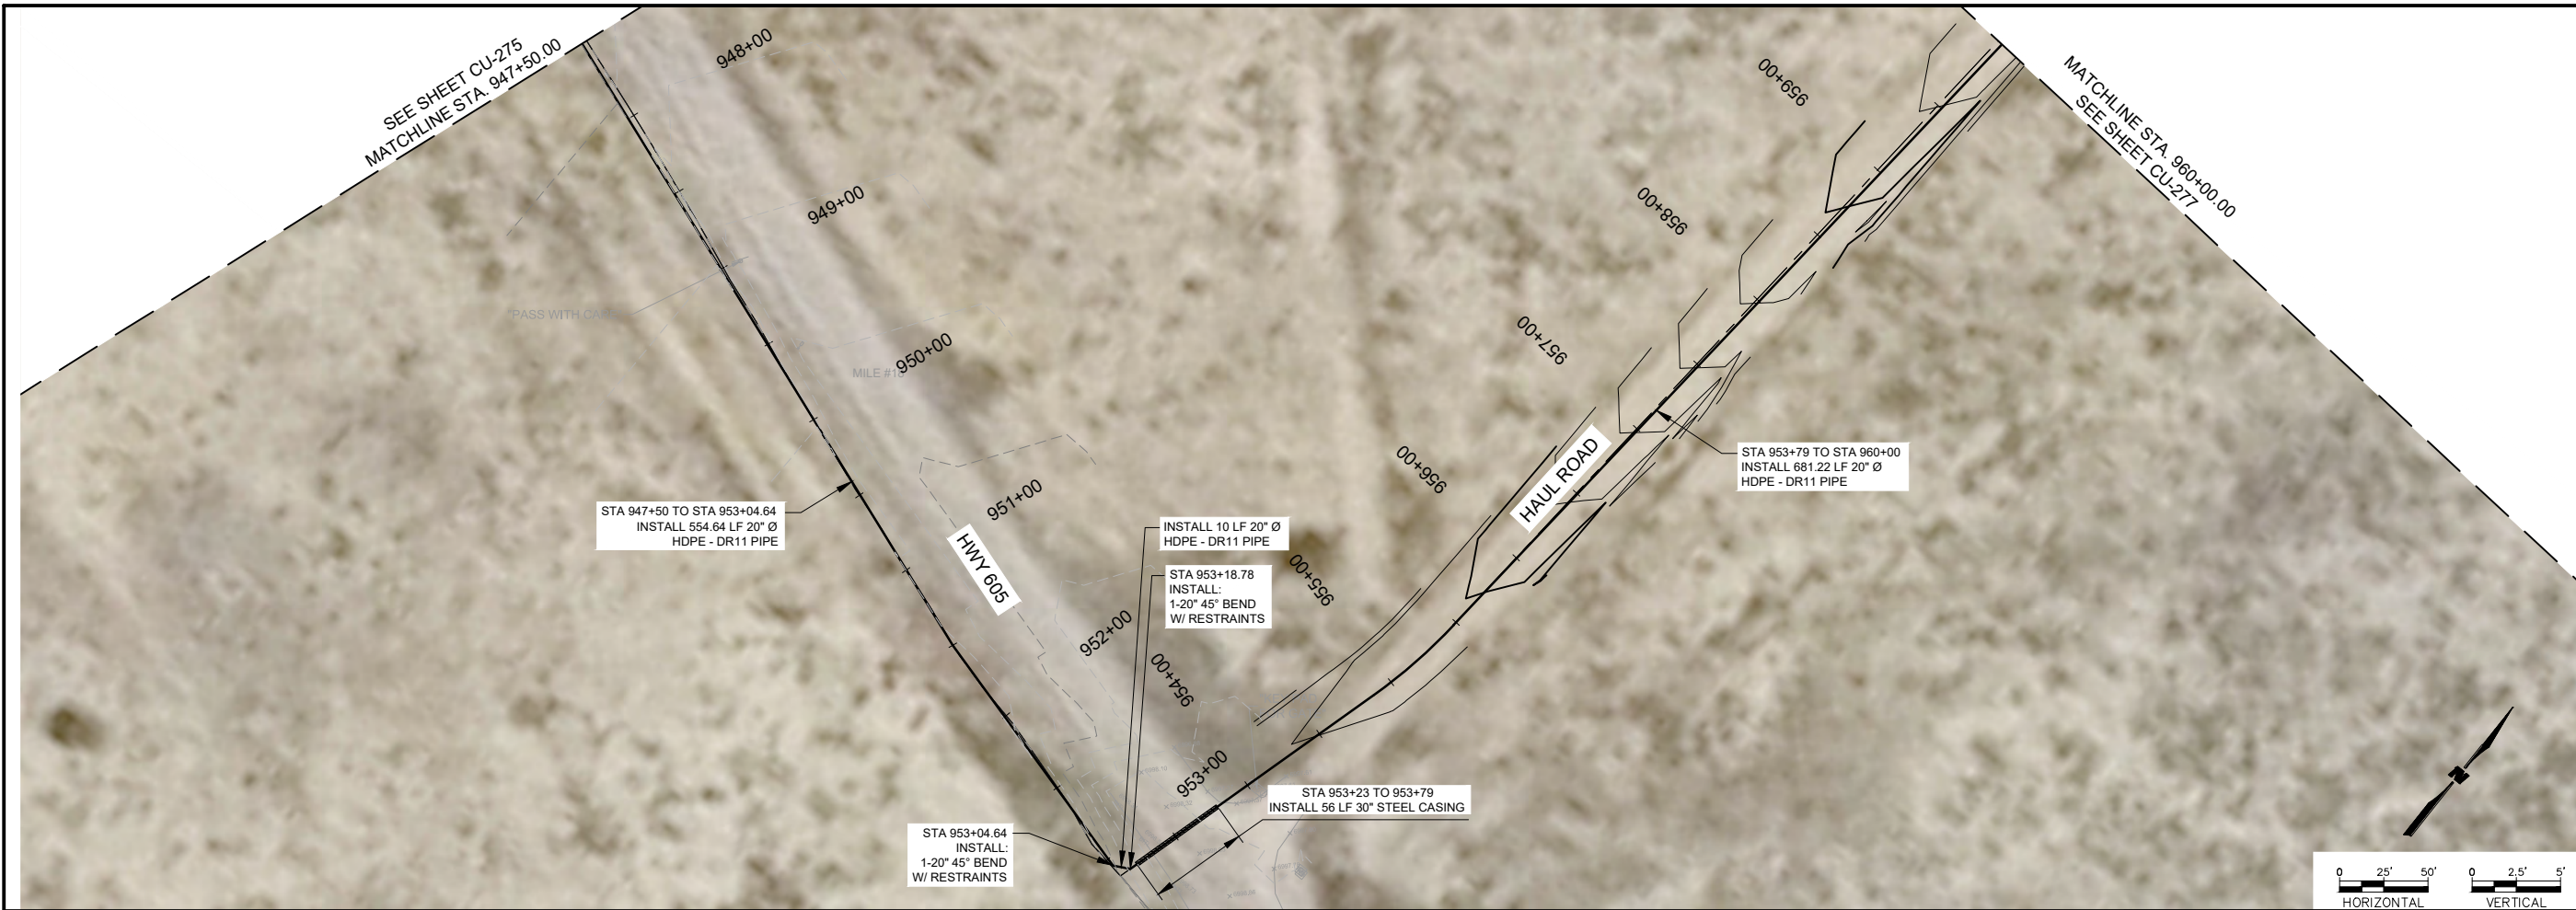 SEE SHEET CU-275
MATCHLINE STA. 947+50.00
948+00
949+00
950+00
951+00
952+00
953+00
954+00
955+00
956+00
957+00
958+00
959+00
MATCHLINE STA. 960+00.00
SEE SHEET CU-277
"PASS WITH
MILE
HWY 605
HAUL ROAD
STA 947+50 TO STA 953+04.64
INSTALL 554.64 LF 20" Ø
HDPE - DR11 PIPE
INSTALL 10 LF 20" Ø
HDPE - DR11 PIPE
STA 953+18.78
INSTALL:
1-20" 45° BEND
W/ RESTRAINTS
STA 953+79 TO STA 960+00
INSTALL 681.22 LF 20" Ø
HDPE - DR11 PIPE
STA 953+23 TO 953+79
INSTALL 56 LF 30" STEEL CASING
STA 953+04.64
INSTALL:
1-20" 45° BEND
W/ RESTRAINTS
N
0 25' 50'
HORIZONTAL
0 2.5' 5'
VERTICAL